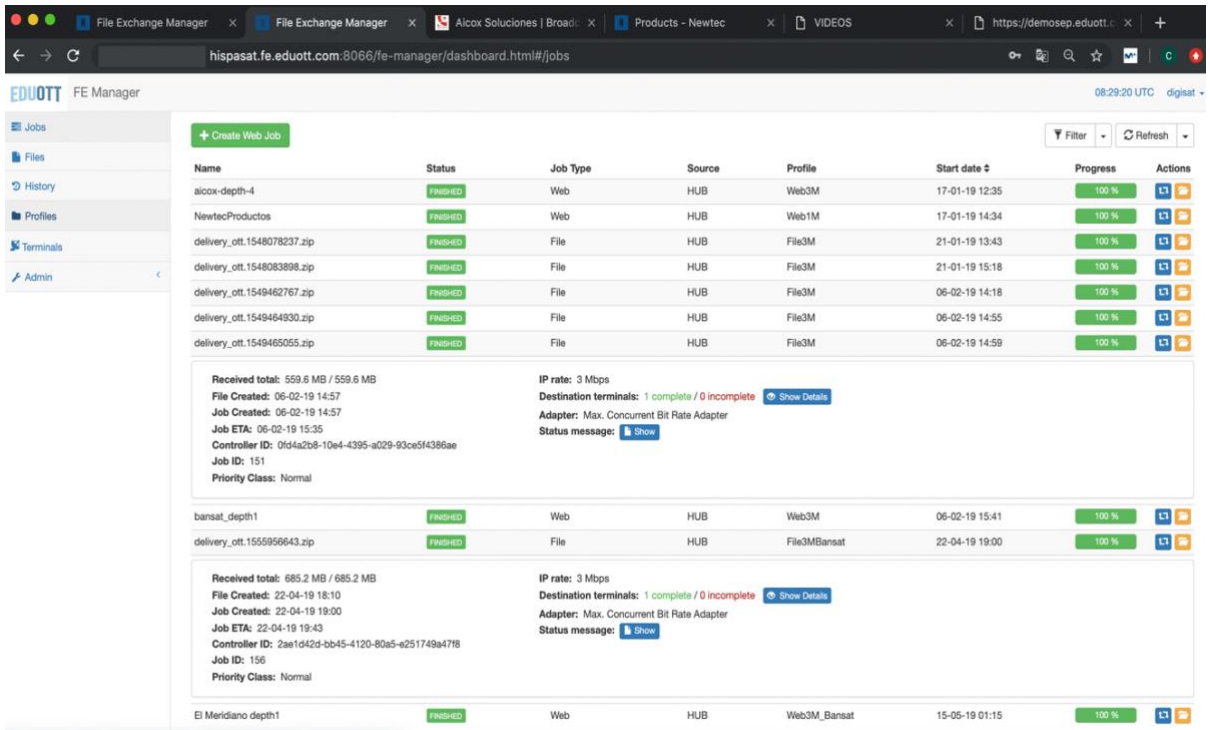 File Exchange Manager
File Exchange Manager
Aicox Soluciones | Broadc
Products - Newtec
VIDEOS
https://demosep.eduott.c
hispasat.fe.eduott.com:8066/fe-manager/dashboard.html#/jobs
C
EDUOTT FE Manager
08:29:20 UTC digisat
Jobs
Files
History
Profiles
Terminals
Admin
+ Create Web Job
Filter
Refresh
Name Status Job Type Source Profile Start date Progress Actions
aicox-depth-4 FINISHED Web HUB Web3M 17-01-19 12:35 100 %
NewtecProductos FINISHED Web HUB Web1M 17-01-19 14:34 100 %
delivery_ott.1548078237.zip FINISHED File HUB File3M 21-01-19 13:43 100 %
delivery_ott.1548083898.zip FINISHED File HUB File3M 21-01-19 15:18 100 %
delivery_ott.1549462767.zip FINISHED File HUB File3M 06-02-19 14:18 100 %
delivery_ott.1549464930.zip FINISHED File HUB File3M 06-02-19 14:55 100 %
delivery_ott.1549465055.zip FINISHED File HUB File3M 06-02-19 14:59 100 %
Received total: 559.6 MB / 559.6 MB
File Created: 06-02-19 14:57
Job Created: 06-02-19 14:57
Job ETA: 06-02-19 15:35
Controller ID: 0fd4a2b8-10e4-4395-a029-93ce5f4386ae
Job ID: 151
Priority Class: Normal
IP rate: 3 Mbps
Destination terminals: 1 complete / 0 incomplete Show Details
Adapter: Max. Concurrent Bit Rate Adapter
Status message: Show
bansat_depth1 FINISHED Web HUB Web3M 06-02-19 15:41 100 %
delivery_ott.1555956643.zip FINISHED File HUB File3MBansat 22-04-19 19:00 100 %
Received total: 685.2 MB / 685.2 MB
File Created: 22-04-19 18:10
Job Created: 22-04-19 19:00
Job ETA: 22-04-19 19:43
Controller ID: 2ae1d42d-bb45-4120-80a5-e251749a47f8
Job ID: 156
Priority Class: Normal
IP rate: 3 Mbps
Destination terminals: 1 complete / 0 incomplete Show Details
Adapter: Max. Concurrent Bit Rate Adapter
Status message: Show
El Meridiano depth1 FINISHED Web HUB Web3M_Bansat 15-05-19 01:15 100 %